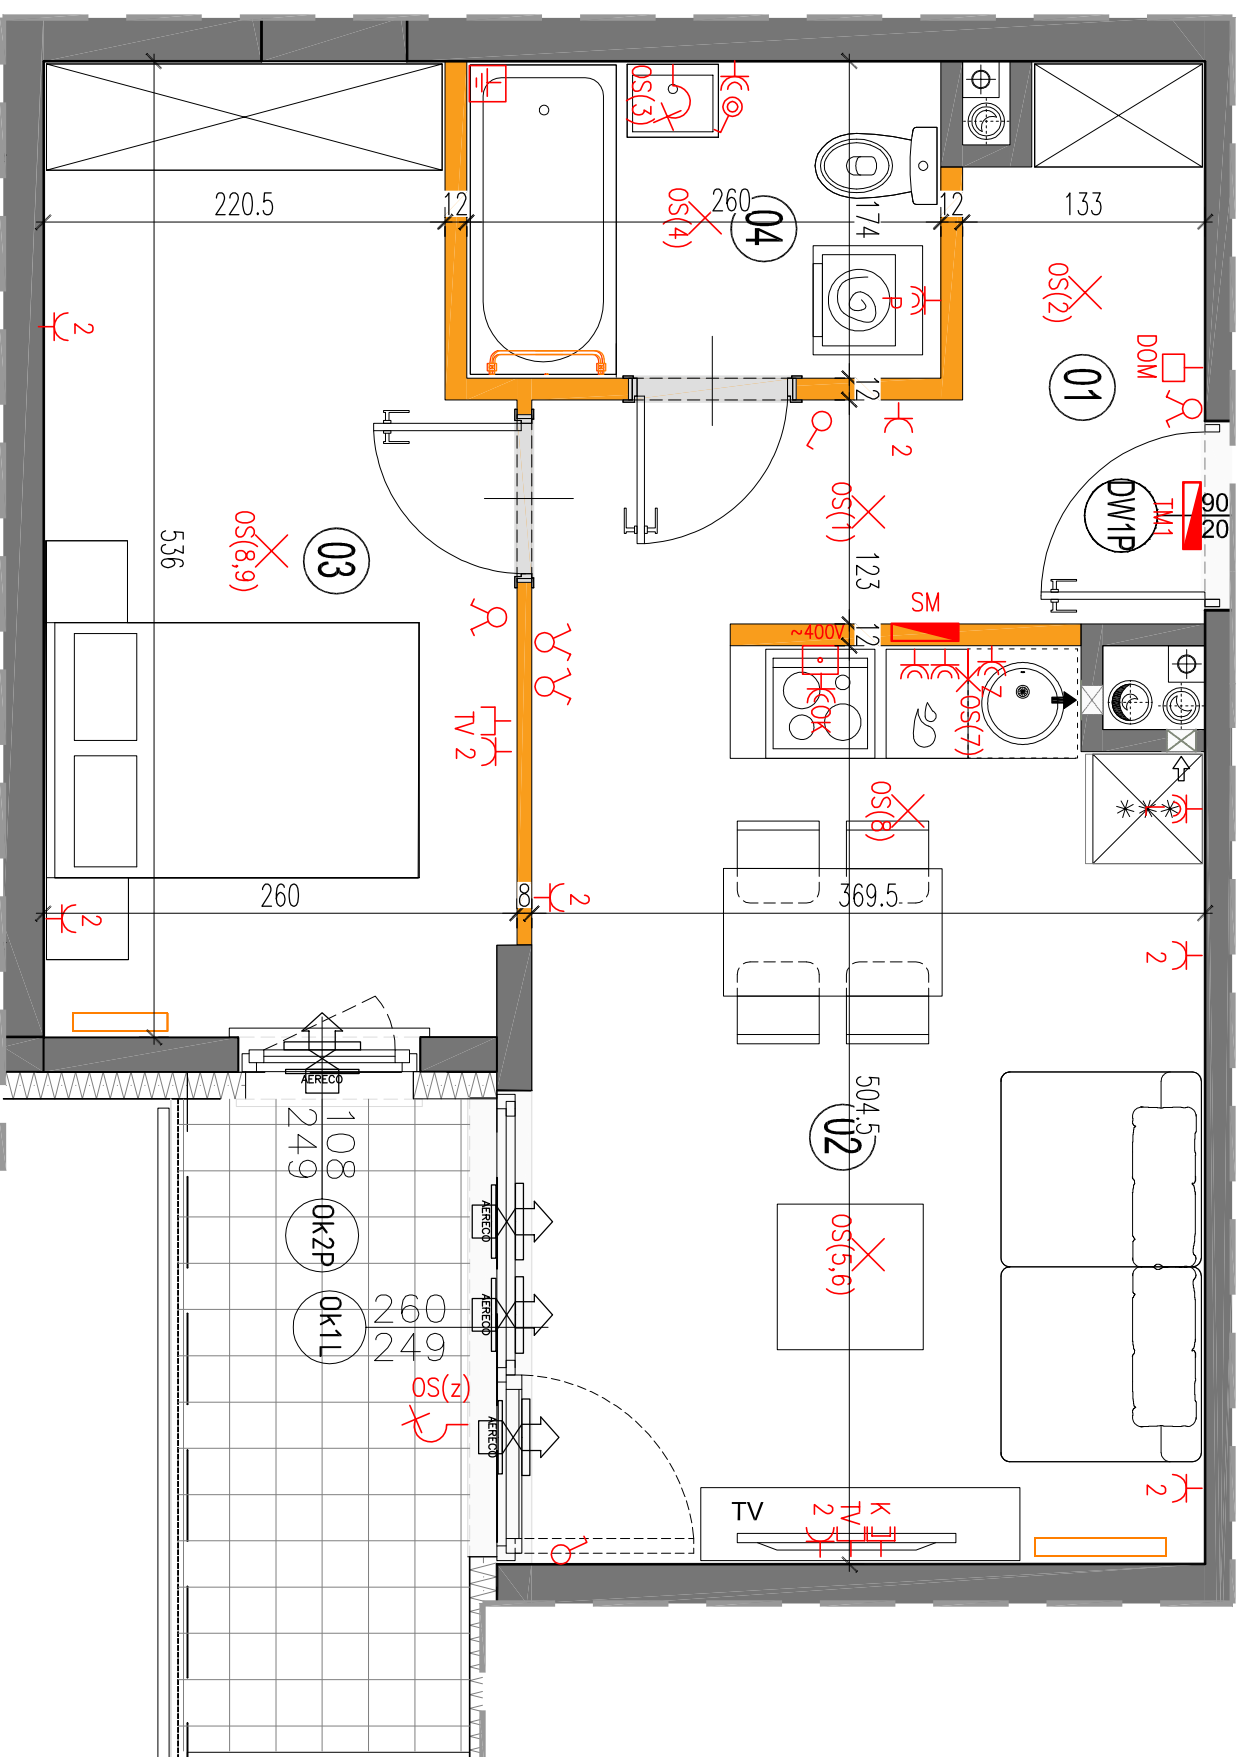 OS(3)
220.5
12
260
12
133
OS(4)
04
174
OS(2)
P
2
DOM
01
12
2
DW1P
TM1
90
20
OS(1)
536
OS(8,9)
03
123
SM
~400V
12
2
OK
OS(7)
TV 2
OS(8)
260
8
2
369.5
2
2
AERECO
504.5
02
108
249
Ok2P
AERECO
OS(5,6)
Ok1L
260
249
AERECO
OS(z)
AERECO
TV
2
TV
K
2